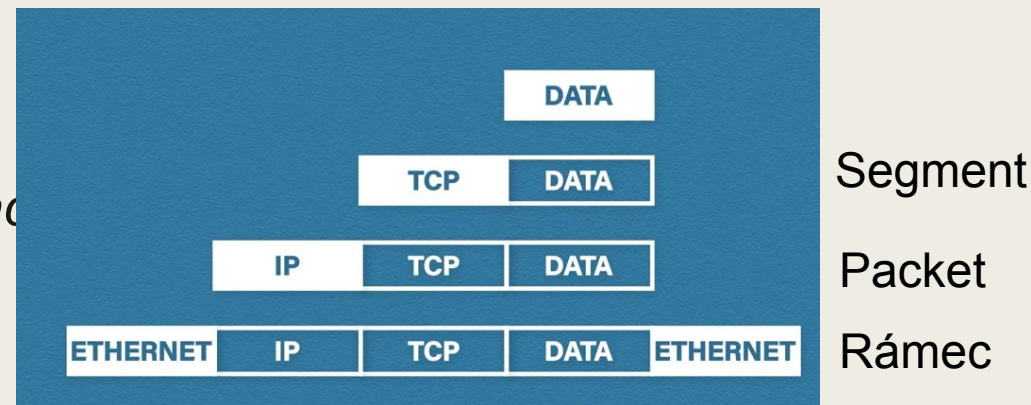 DATA
TCP DATA Segment
IP TCP DATA Packet
ETHERNET IP TCP DATA ETHERNET Rámec